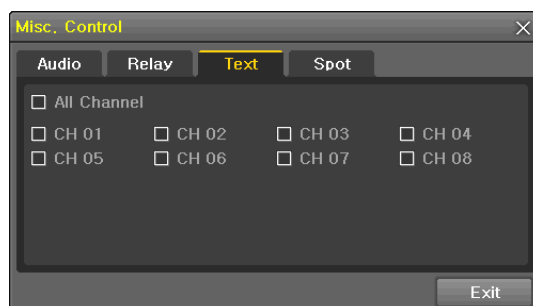 Misc. Control
Audio Relay Text Spot
All Channel
CH 01 CH 02 CH 03 CH 04
CH 05 CH 06 CH 07 CH 08
Exit